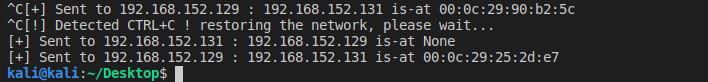 ^C[+] Sent to 192.168.152.129 : 192.168.152.131 is-at 00:0c:29:90:b2:5c
^C[!] Detected CTRL+C ! restoring the network, please wait...
[+] Sent to 192.168.152.131 : 192.168.152.129 is-at None
[+] Sent to 192.168.152.129 : 192.168.152.131 is-at 00:0c:29:25:2d:e7
kali@kali:~/Desktop$